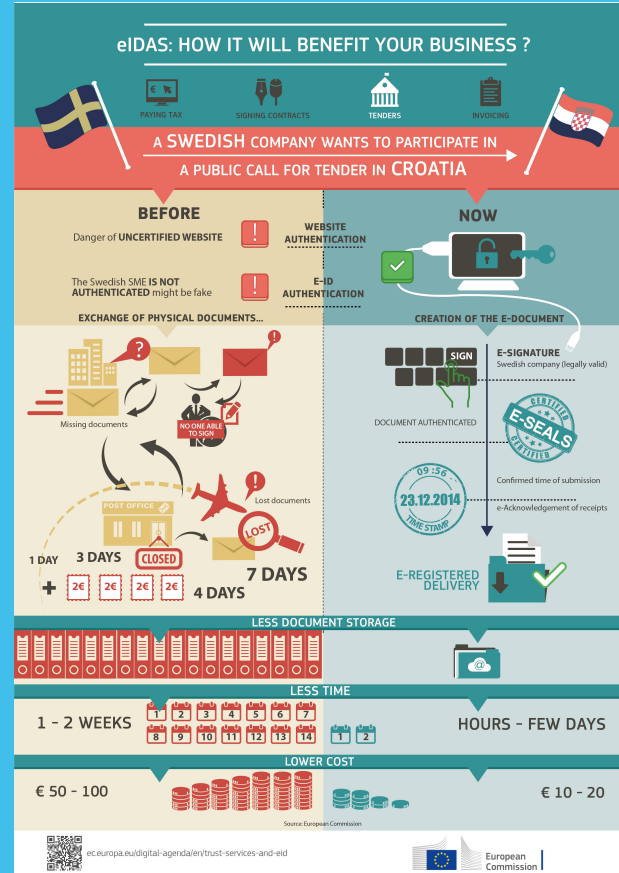 eIDAS: HOW IT WILL BENEFIT YOUR BUSINESS ?
PAYING TAX
SIGNING CONTRACTS
TENDERS
INVOICING
A SWEDISH COMPANY WANTS TO PARTICIPATE IN
A PUBLIC CALL FOR TENDER IN CROATIA
BEFORE
NOW
Danger of UNCERTIFIED WEBSITE
!
WEBSITE
AUTHENTICATION
The Swedish SME IS NOT
AUTHENTICATED might be fake
!
E-ID
AUTHENTICATION
EXCHANGE OF PHYSICAL DOCUMENTS...
?
!
Missing documents
NO ONE ABLE
TO SIGN
Lost documents
!
POST OFFICE
LOST
CLOSED
1 DAY
3 DAYS
4 DAYS
7 DAYS
+
2€ 2€ 2€ 2€
CREATION OF THE E-DOCUMENT
SIGN
E-SIGNATURE
Swedish company (legally valid)
DOCUMENT AUTHENTICATED
CERTIFIED
E-SEALS
CERTIFIED
Confirmed time of submission
09 :56
23.12.2014
TIME STAMP
e-Acknowledgement of receipts
E-REGISTERED
DELIVERY
LESS DOCUMENT STORAGE
@
LESS TIME
1 - 2 WEEKS
1 2 3 4 5 6 7
8 9 10 11 12 13 14
1 2
HOURS - FEW DAYS
LOWER COST
€ 50 - 100
€ 10 - 20
Source: European Commission
ec.europa.eu/digital-agenda/en/trust-services-and-eid
European
Commission